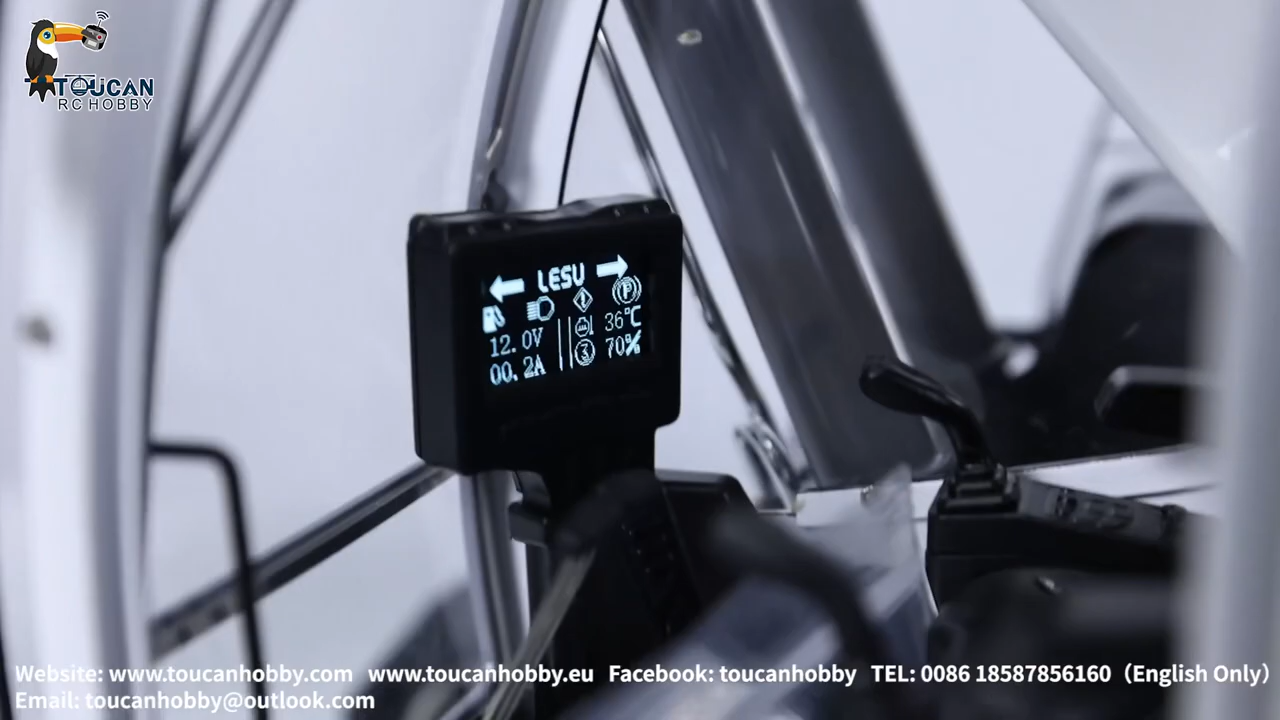 TOUCAN
RC HOBBY
LESU
P
12.0V
36℃
00.2A
3
70%
Website: www.toucanhobby.com www.toucanhobby.eu Facebook: toucanhobby TEL: 0086 18587856160（English Only）
Email: toucanhobby@outlook.com